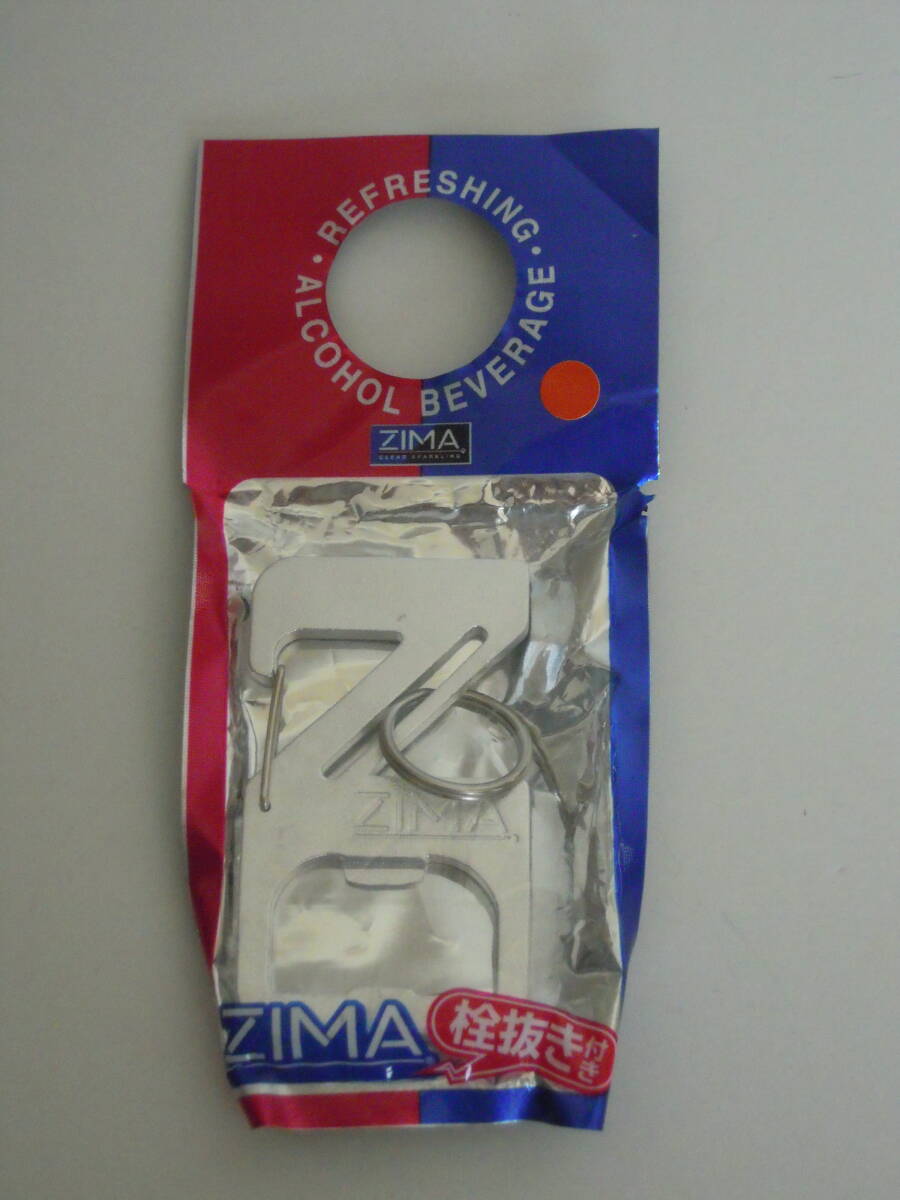 · REFRESHING ·
ALCOHOL BEVERAGE
ZIMA
CLEAR SPARKLING
ZIMA
ZIMA
栓抜き付き